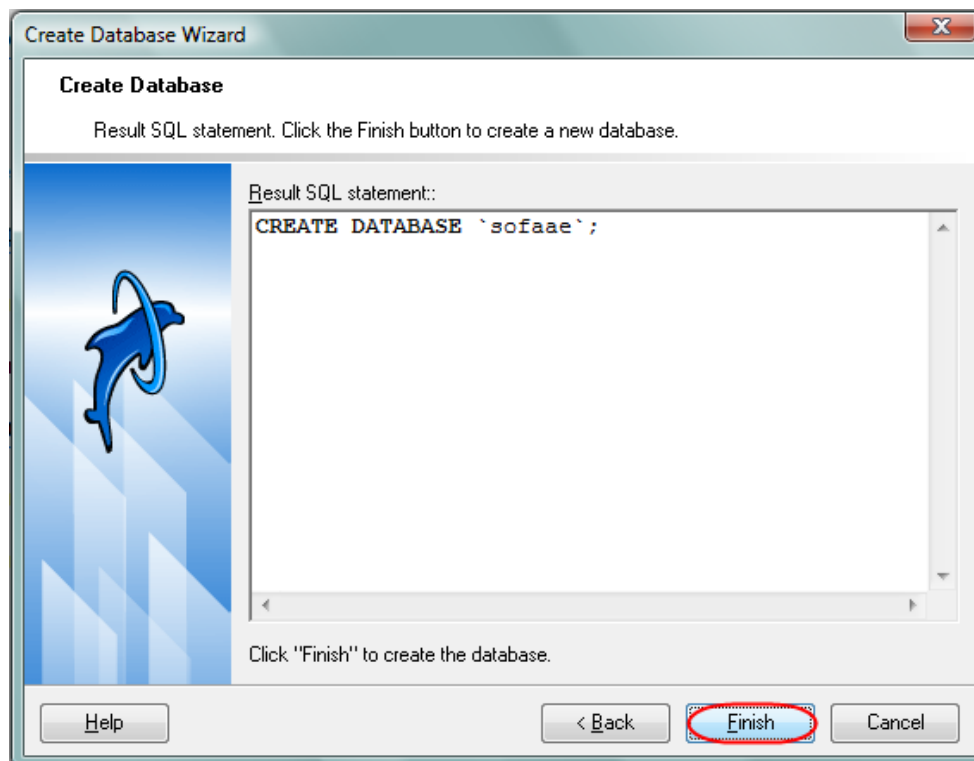 Create Database Wizard
X
Create Database
Result SQL statement. Click the Finish button to create a new database.
Result SQL statement::
CREATE DATABASE `sofaae`;
Click "Finish" to create the database.
Help
< Back
Finish
Cancel